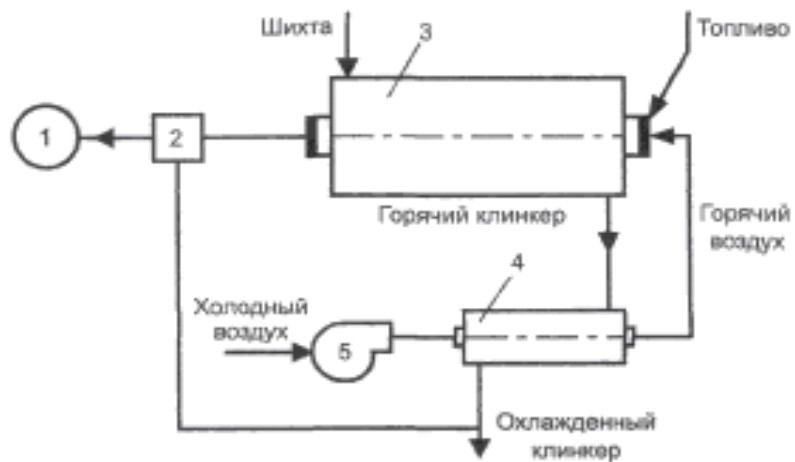 Шихта
3
Топливо
1
2
Горячий клинкер
Горячий
воздух
4
Холодный
воздух
5
Охлажденный
клинкер